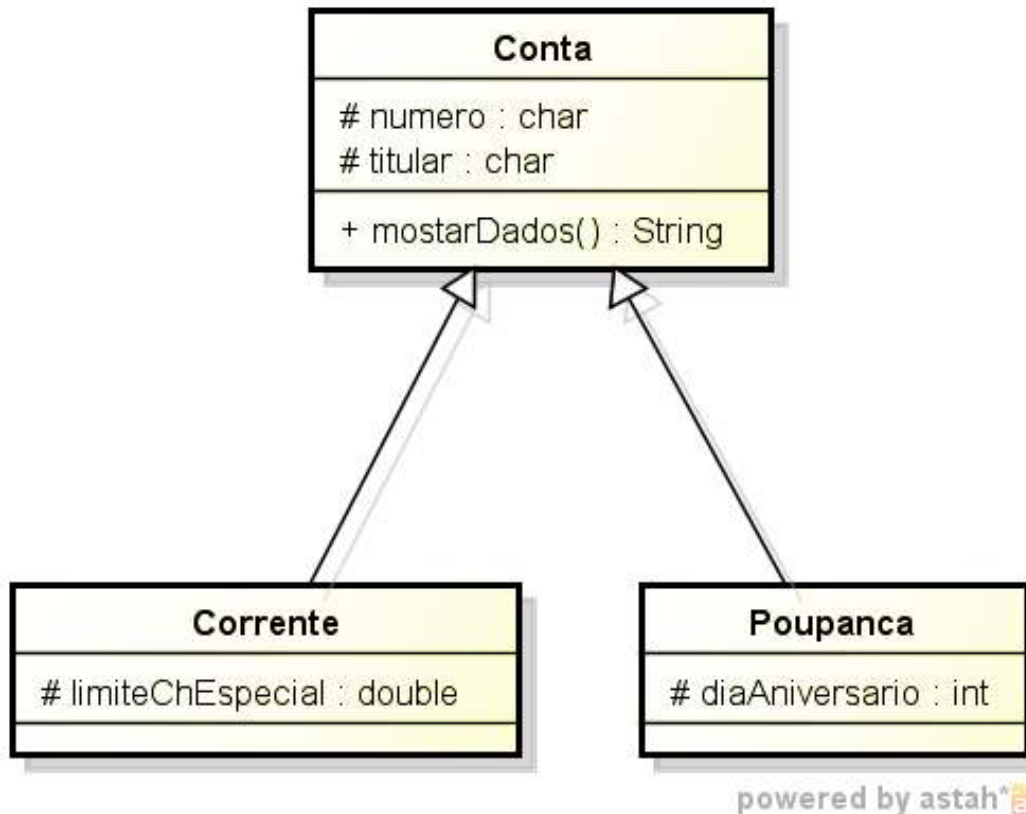 Conta
# numero : char
# titular : char
+ mostarDados() : String
Corrente
# limiteChEspecial : double
Poupanca
# diaAniversario : int
powered by astah*